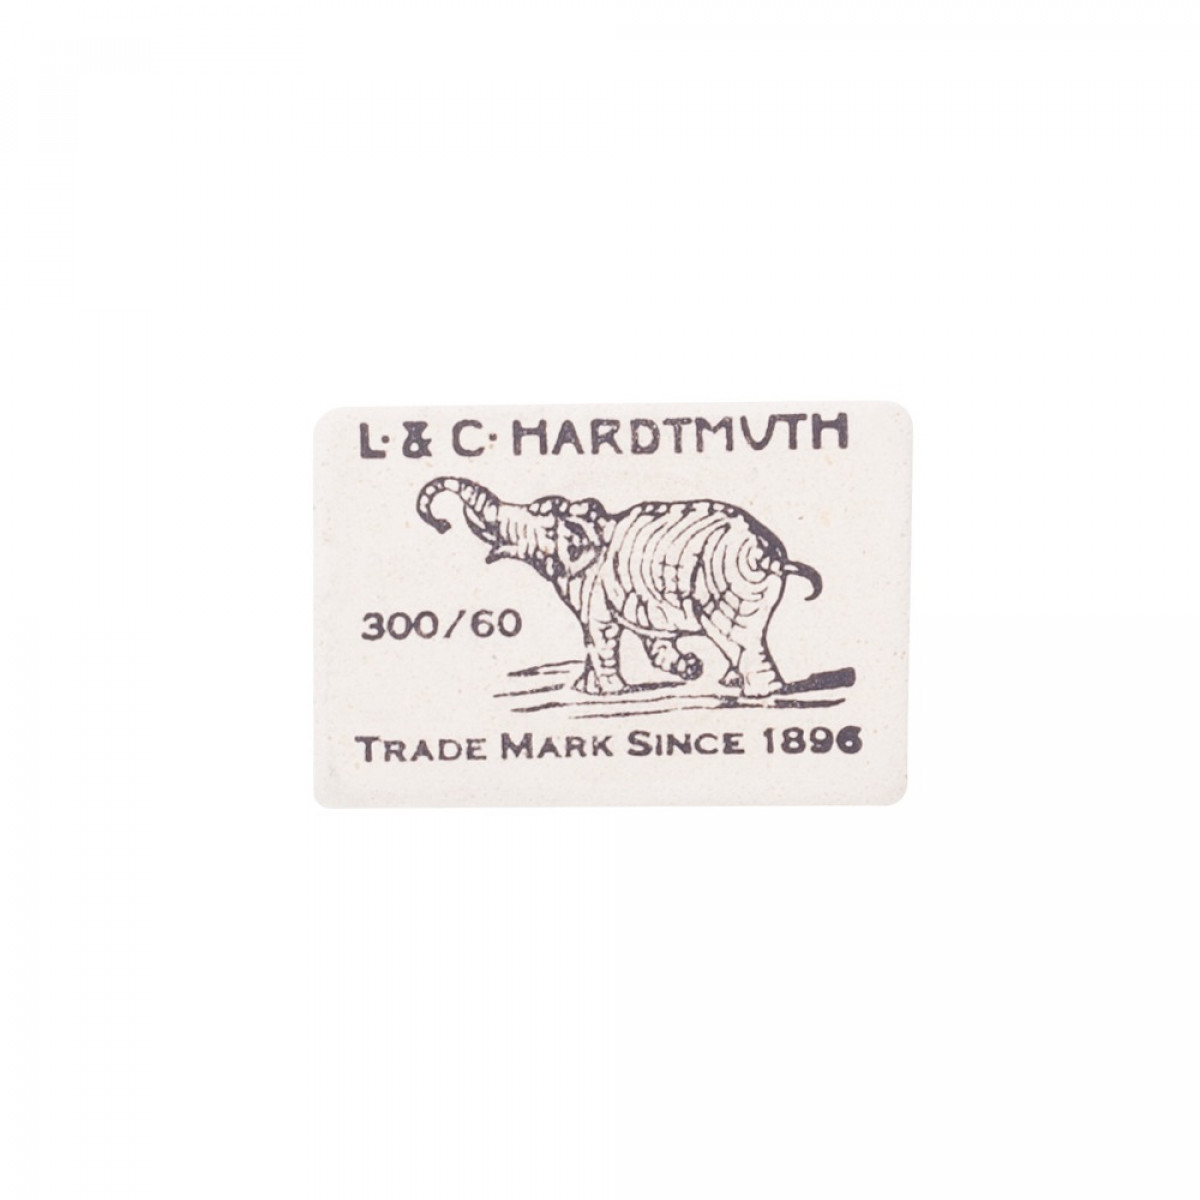 L. & C. HARDTMUTH
300/60
TRADE MARK SINCE 1896